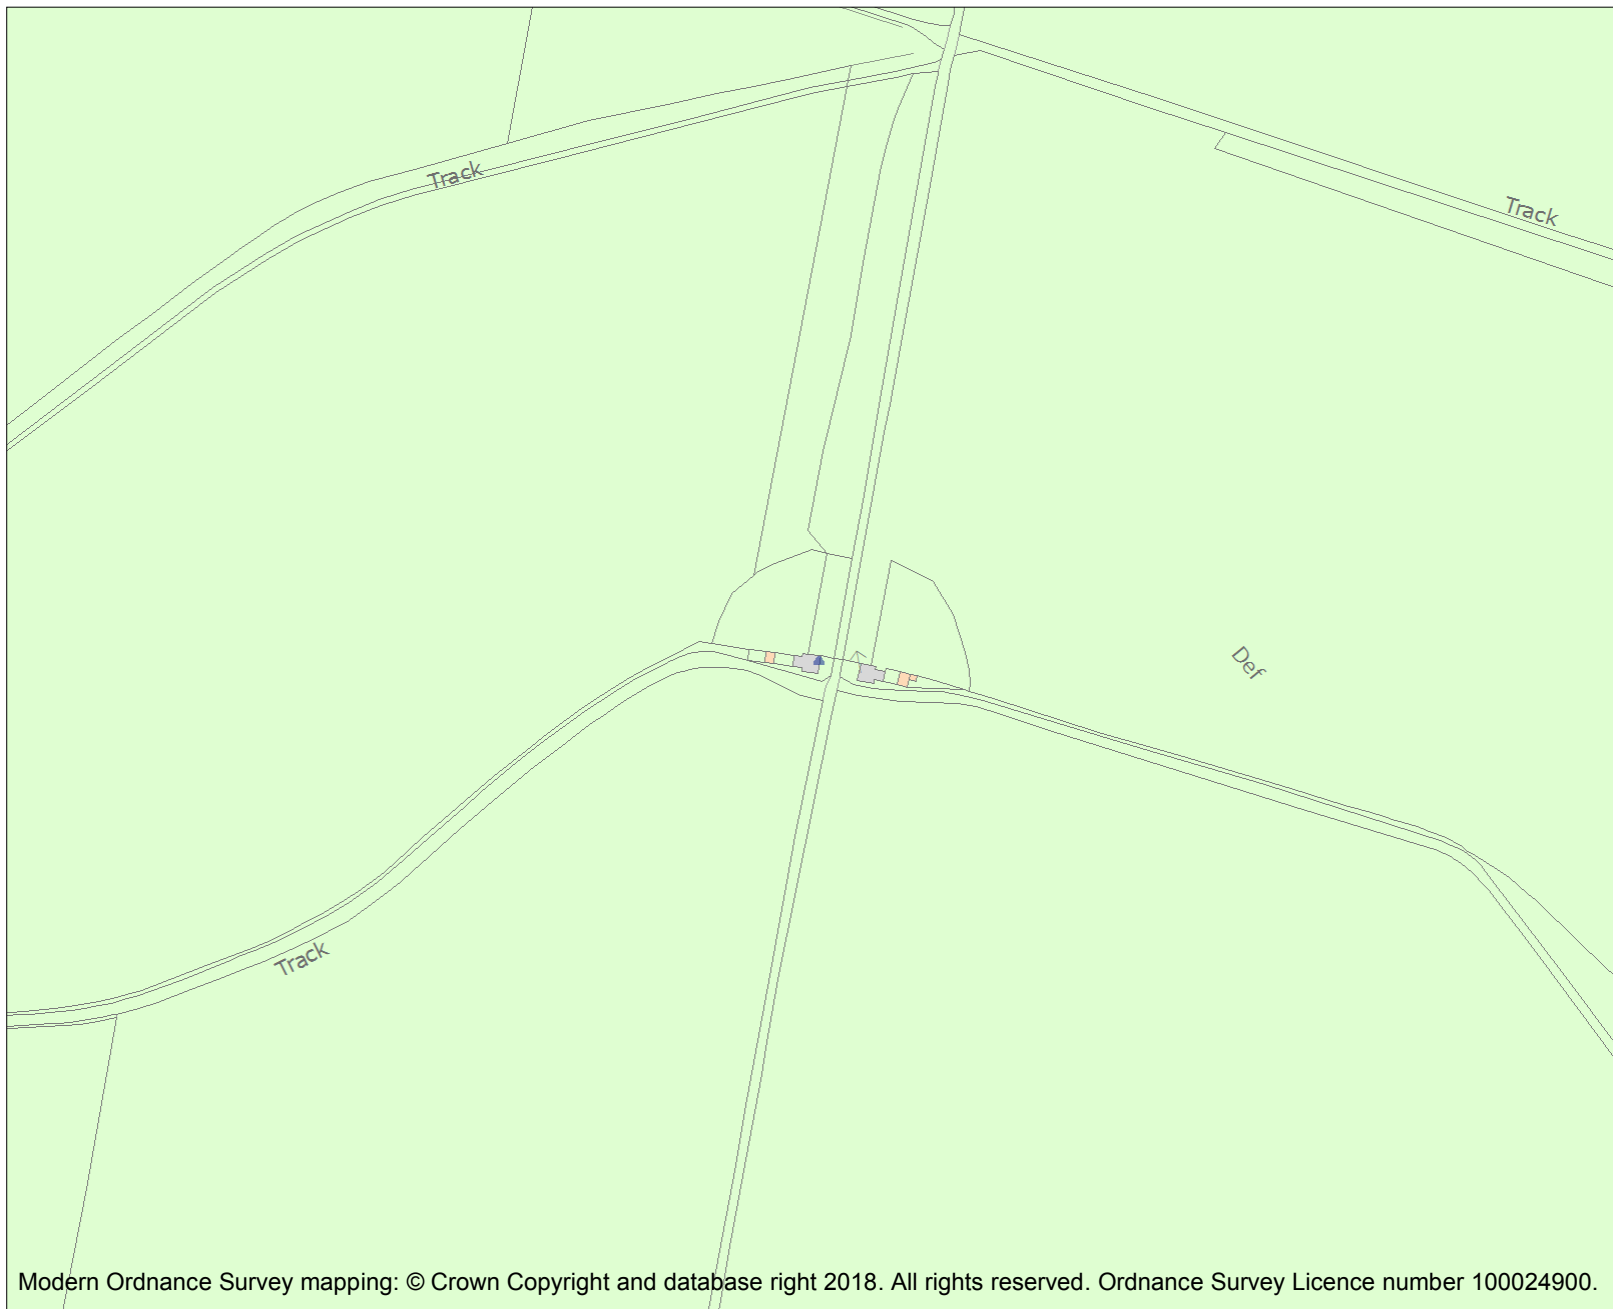 Track
Track
Def
Track
Modern Ordnance Survey mapping: © Crown Copyright and database right 2018. All rights reserved. Ordnance Survey Licence number 100024900.